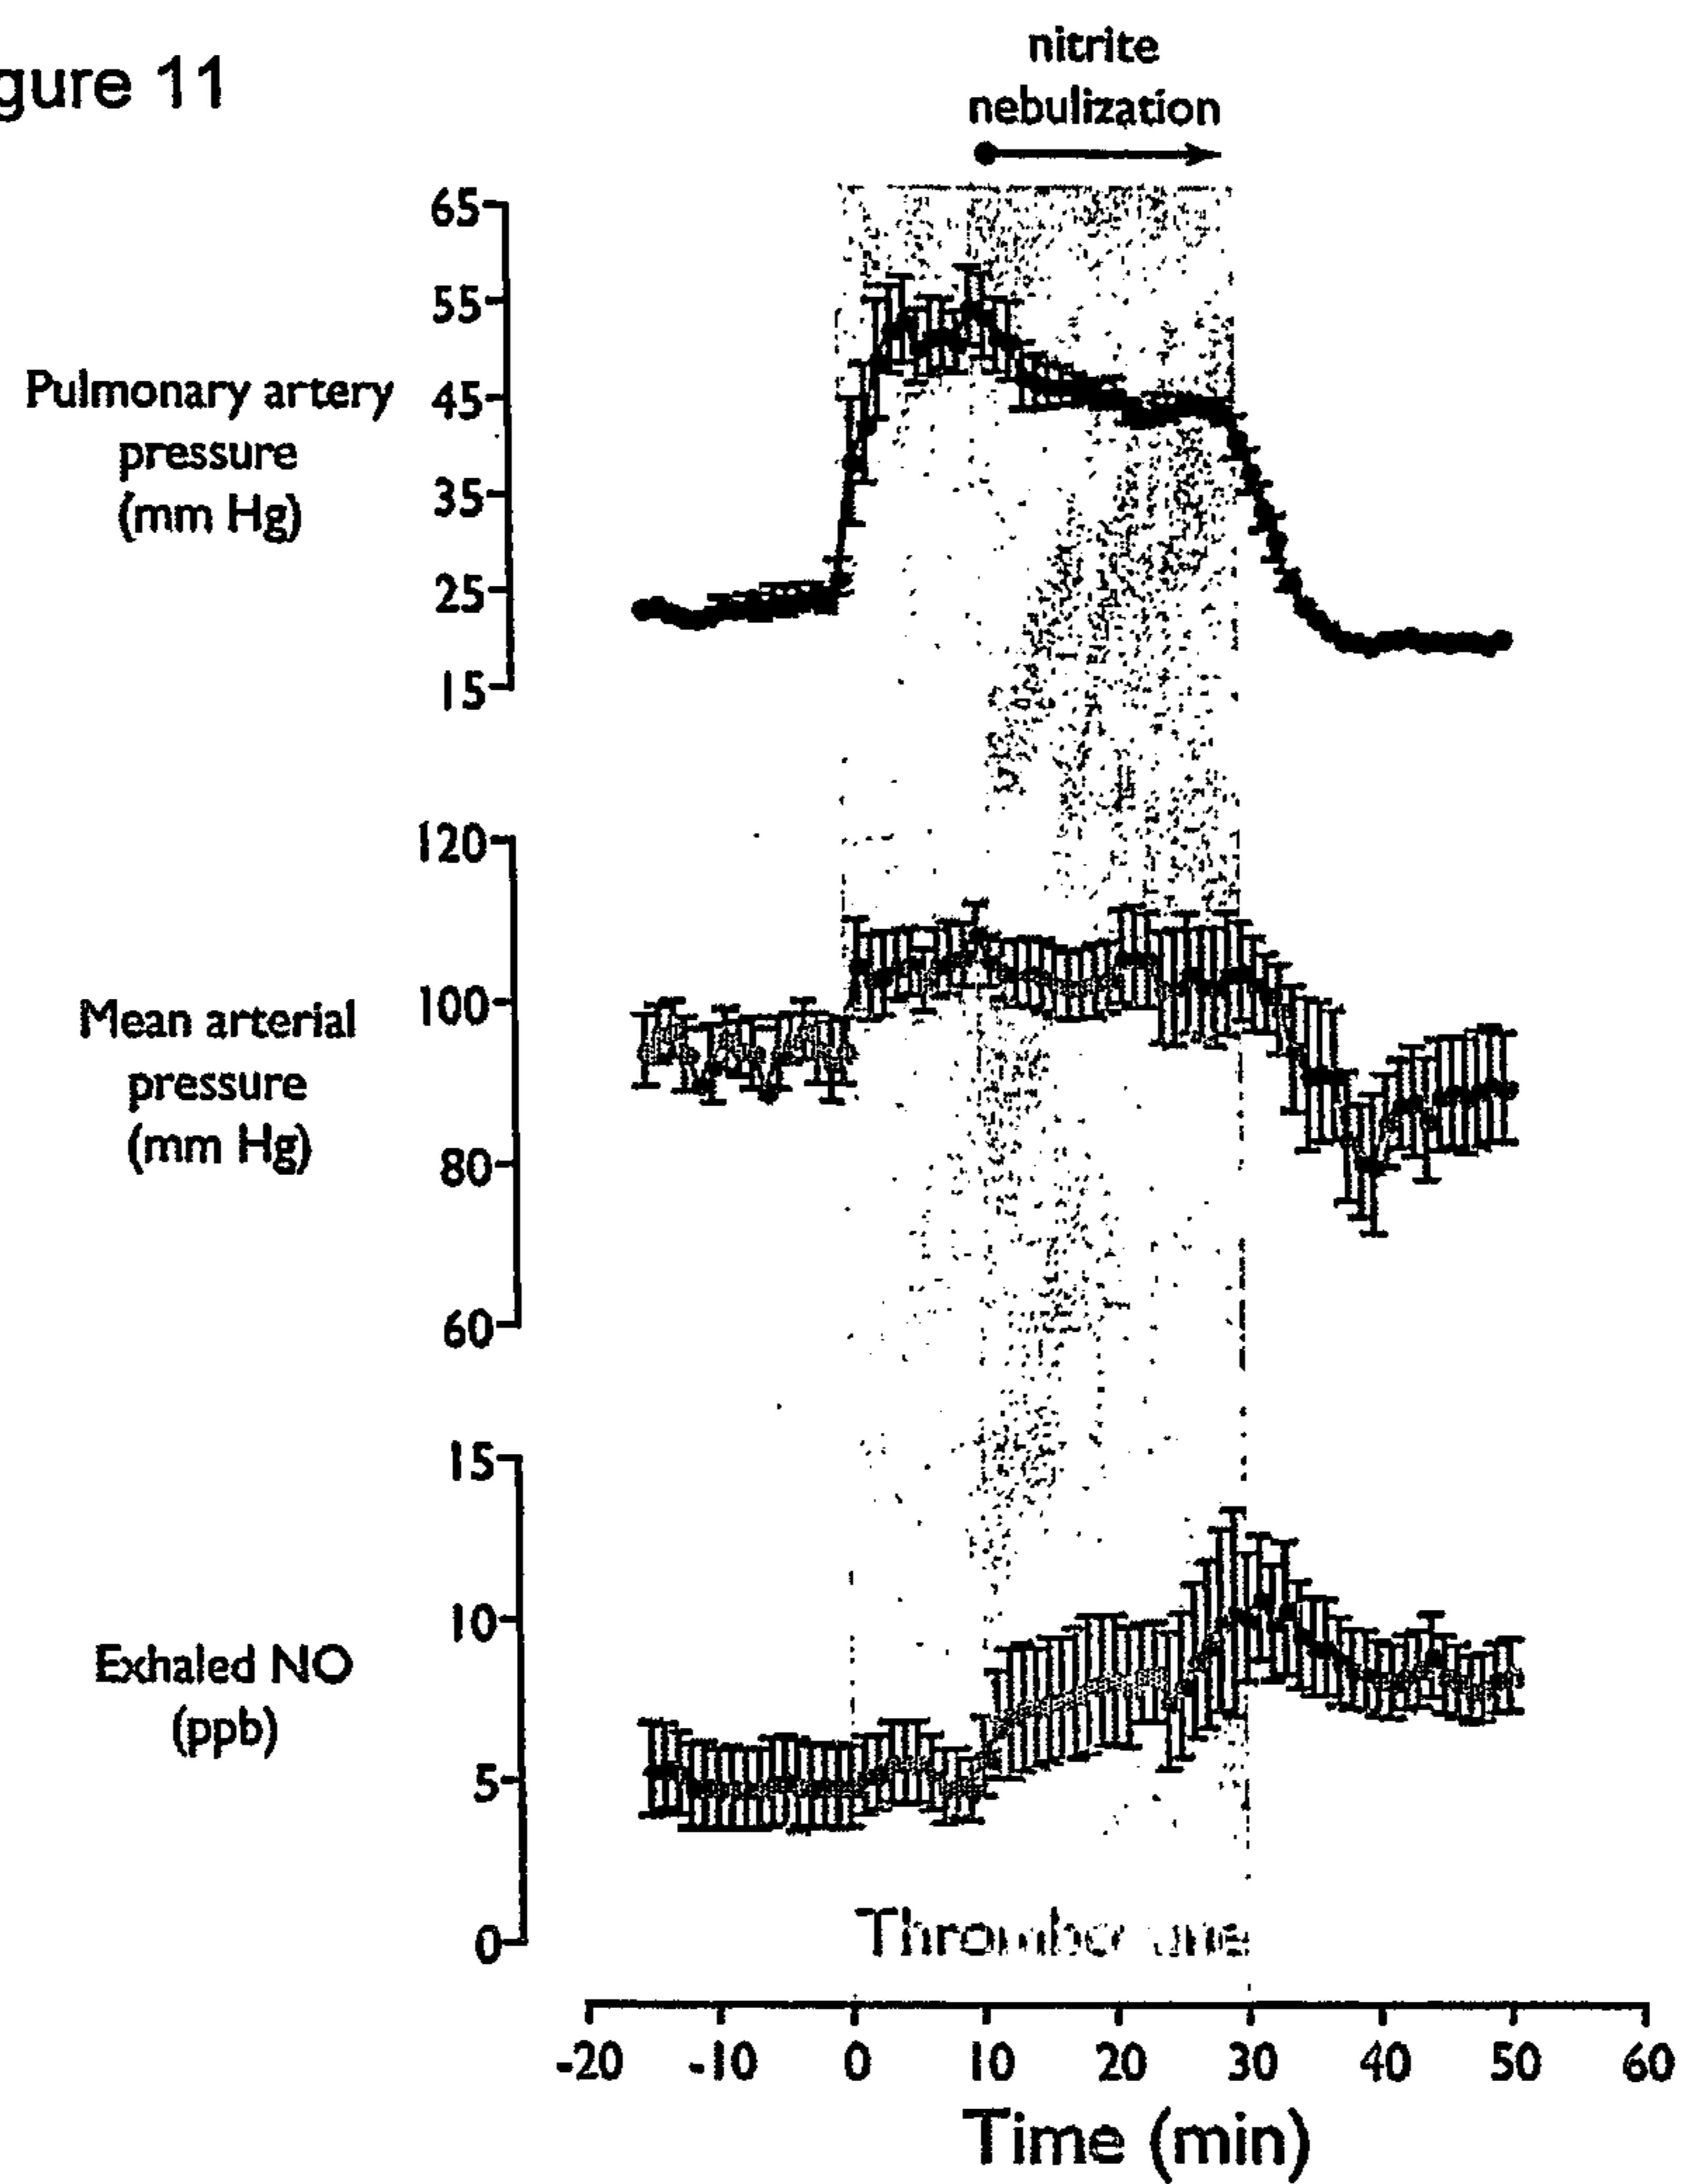 gure 11
nitrite
nebulization
65
55
45
35
25
15
Pulmonary artery
pressure
(mm Hg)
120
100
80
60
Mean arterial
pressure
(mm Hg)
15
10
5
0
Exhaled NO
(ppb)
-20 -10 0 10 20 30 40 50 60
Time (min)